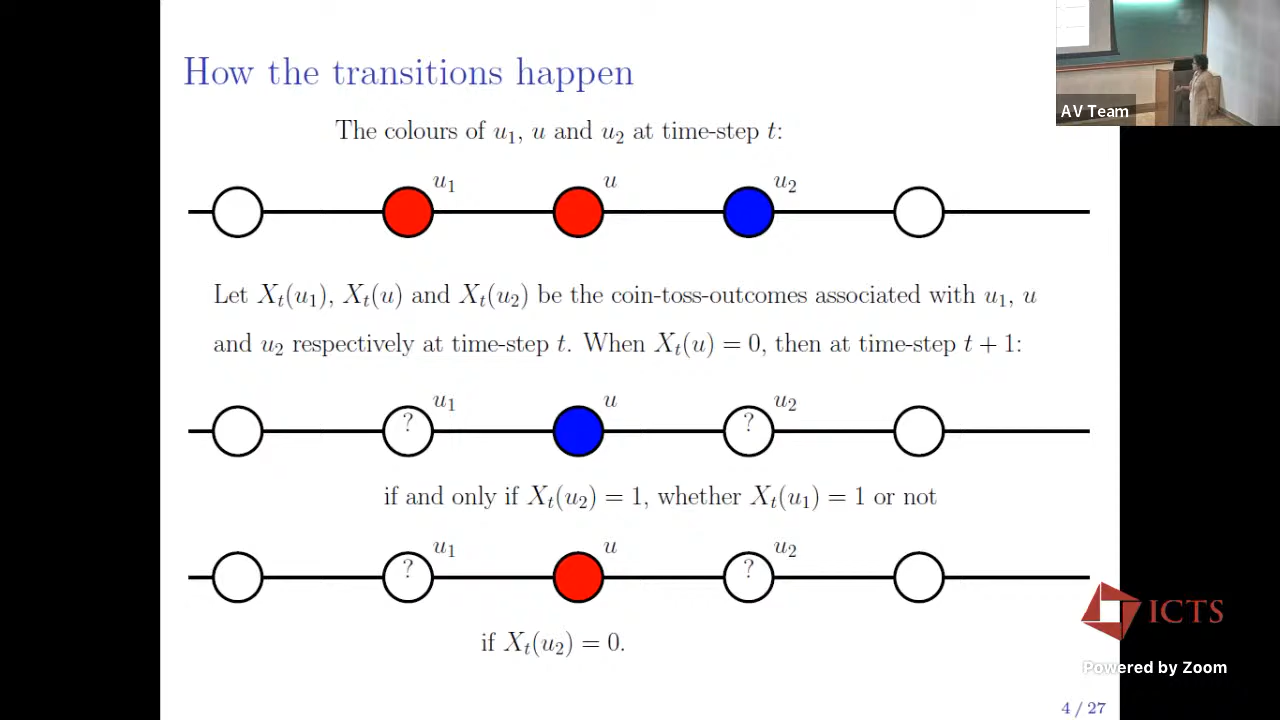 How the transitions happen
AV Team
The colours of u₁, u and u₂ at time-step t:
u₁ u u₂
Let Xₜ(u₁), Xₜ(u) and Xₜ(u₂) be the coin-toss-outcomes associated with u₁, u
and u₂ respectively at time-step t. When Xₜ(u) = 0, then at time-step t + 1:
u₁ u u₂
? ?
if and only if Xₜ(u₂) = 1, whether Xₜ(u₁) = 1 or not
u₁ u u₂
? ?
ICTS
if Xₜ(u₂) = 0.
Powered by Zoom
4 / 27